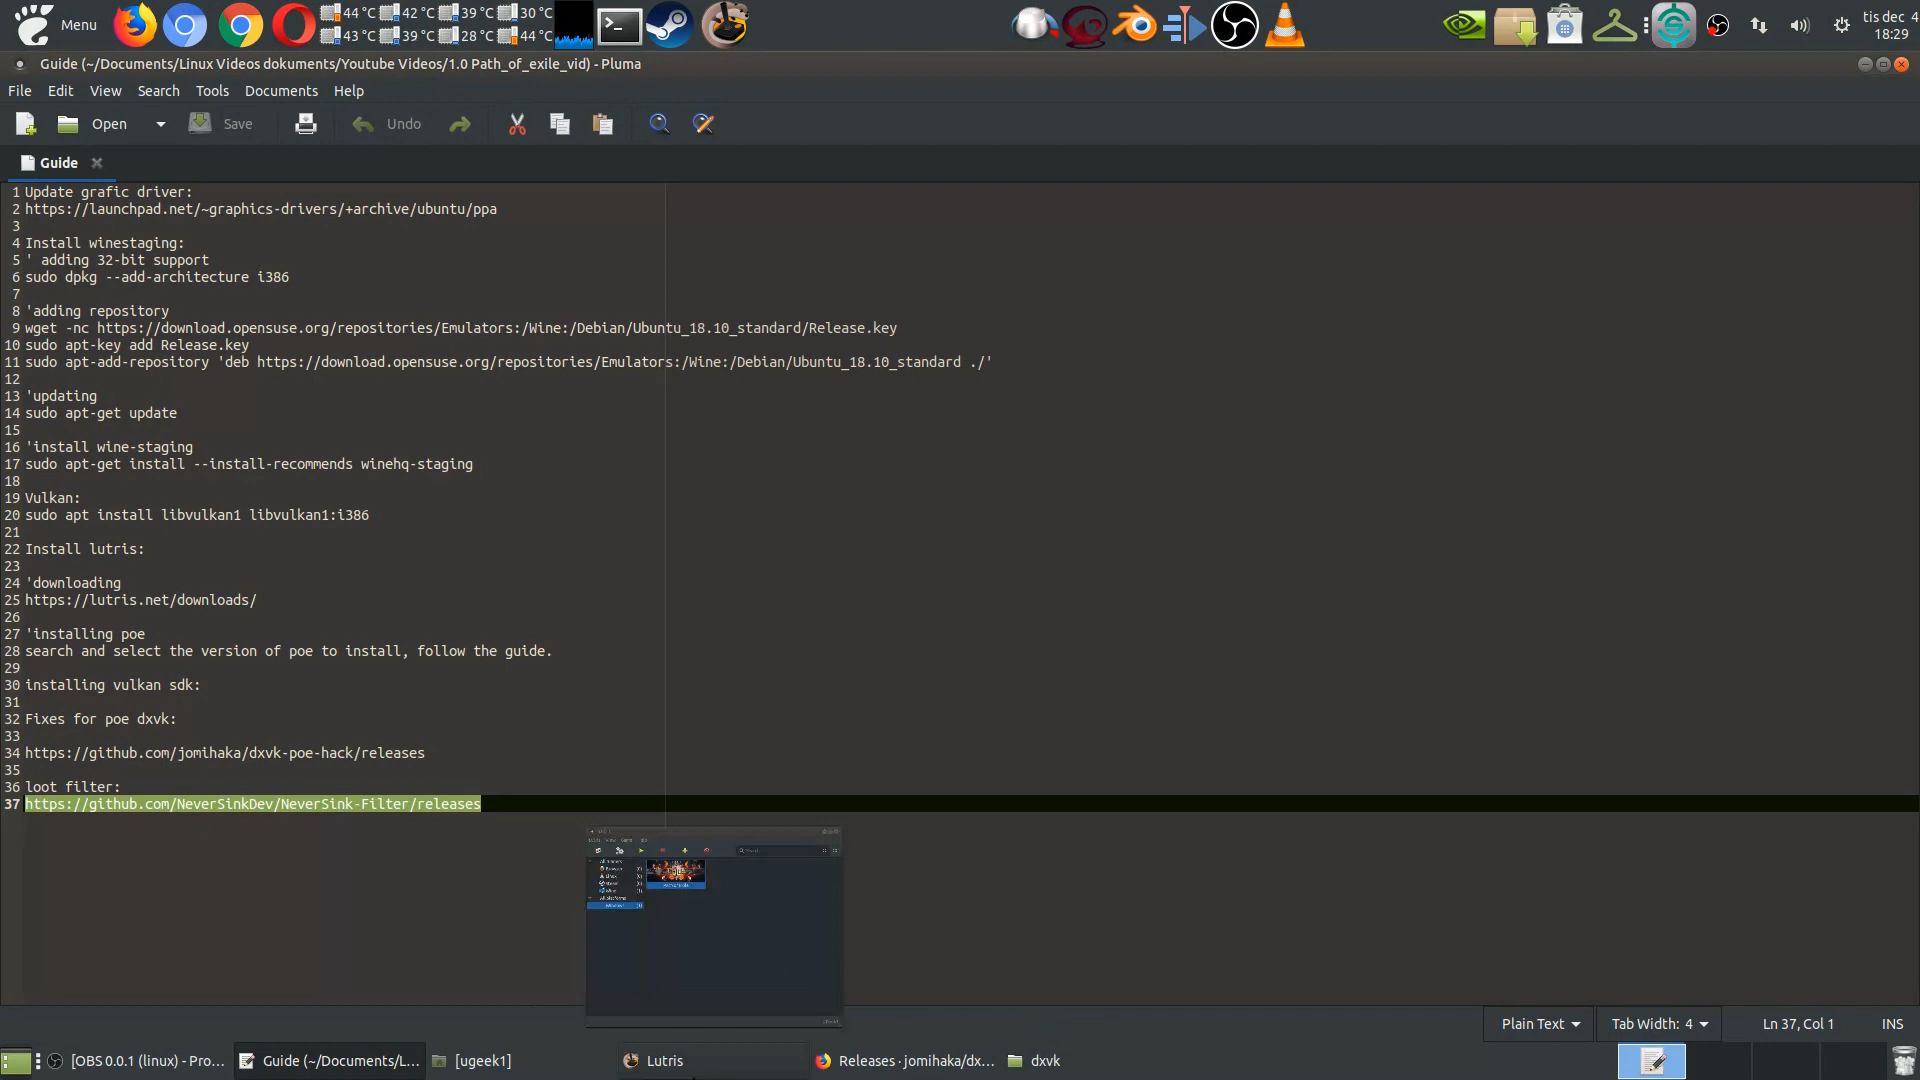 Menu
44 °C 42 °C 39 °C 30 °C
43 °C 39 °C 28 °C 44 °C
tis dec 4
18:29
Guide (~/Documents/Linux Videos dokuments/Youtube Videos/1.0 Path_of_exile_vid) - Pluma
File Edit View Search Tools Documents Help
Open Save Undo
Guide
1 Update grafic driver:
2 https://launchpad.net/~graphics-drivers/+archive/ubuntu/ppa
3
4 Install winestaging:
5 ' adding 32-bit support
6 sudo dpkg --add-architecture i386
7
8 'adding repository
9 wget -nc https://download.opensuse.org/repositories/Emulators:/Wine:/Debian/Ubuntu_18.10_standard/Release.key
10 sudo apt-key add Release.key
11 sudo apt-add-repository 'deb https://download.opensuse.org/repositories/Emulators:/Wine:/Debian/Ubuntu_18.10_standard ./'
12
13 'updating
14 sudo apt-get update
15
16 'install wine-staging
17 sudo apt-get install --install-recommends winehq-staging
18
19 Vulkan:
20 sudo apt install libvulkan1 libvulkan1:i386
21
22 Install lutris:
23
24 'downloading
25 https://lutris.net/downloads/
26
27 'installing poe
28 search and select the version of poe to install, follow the guide.
29
30 installing vulkan sdk:
31
32 Fixes for poe dxvk:
33
34 https://github.com/jomihaka/dxvk-poe-hack/releases
35
36 loot filter:
37 https://github.com/NeverSinkDev/NeverSink-Filter/releases
Plain Text Tab Width: 4 Ln 37, Col 1 INS
[OBS 0.0.1 (linux) - Pro... Guide (~/Documents/L... [ugeek1] Lutris Releases · jomihaka/dx... dxvk